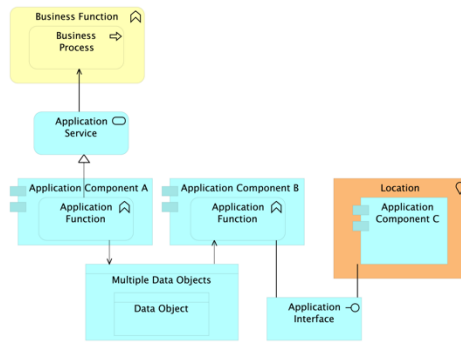 Business Function
Business
Process
Application
Service
Application Component A
Application
Function
Application Component B
Application
Function
Location
Application
Component C
Multiple Data Objects
Data Object
Application
Interface